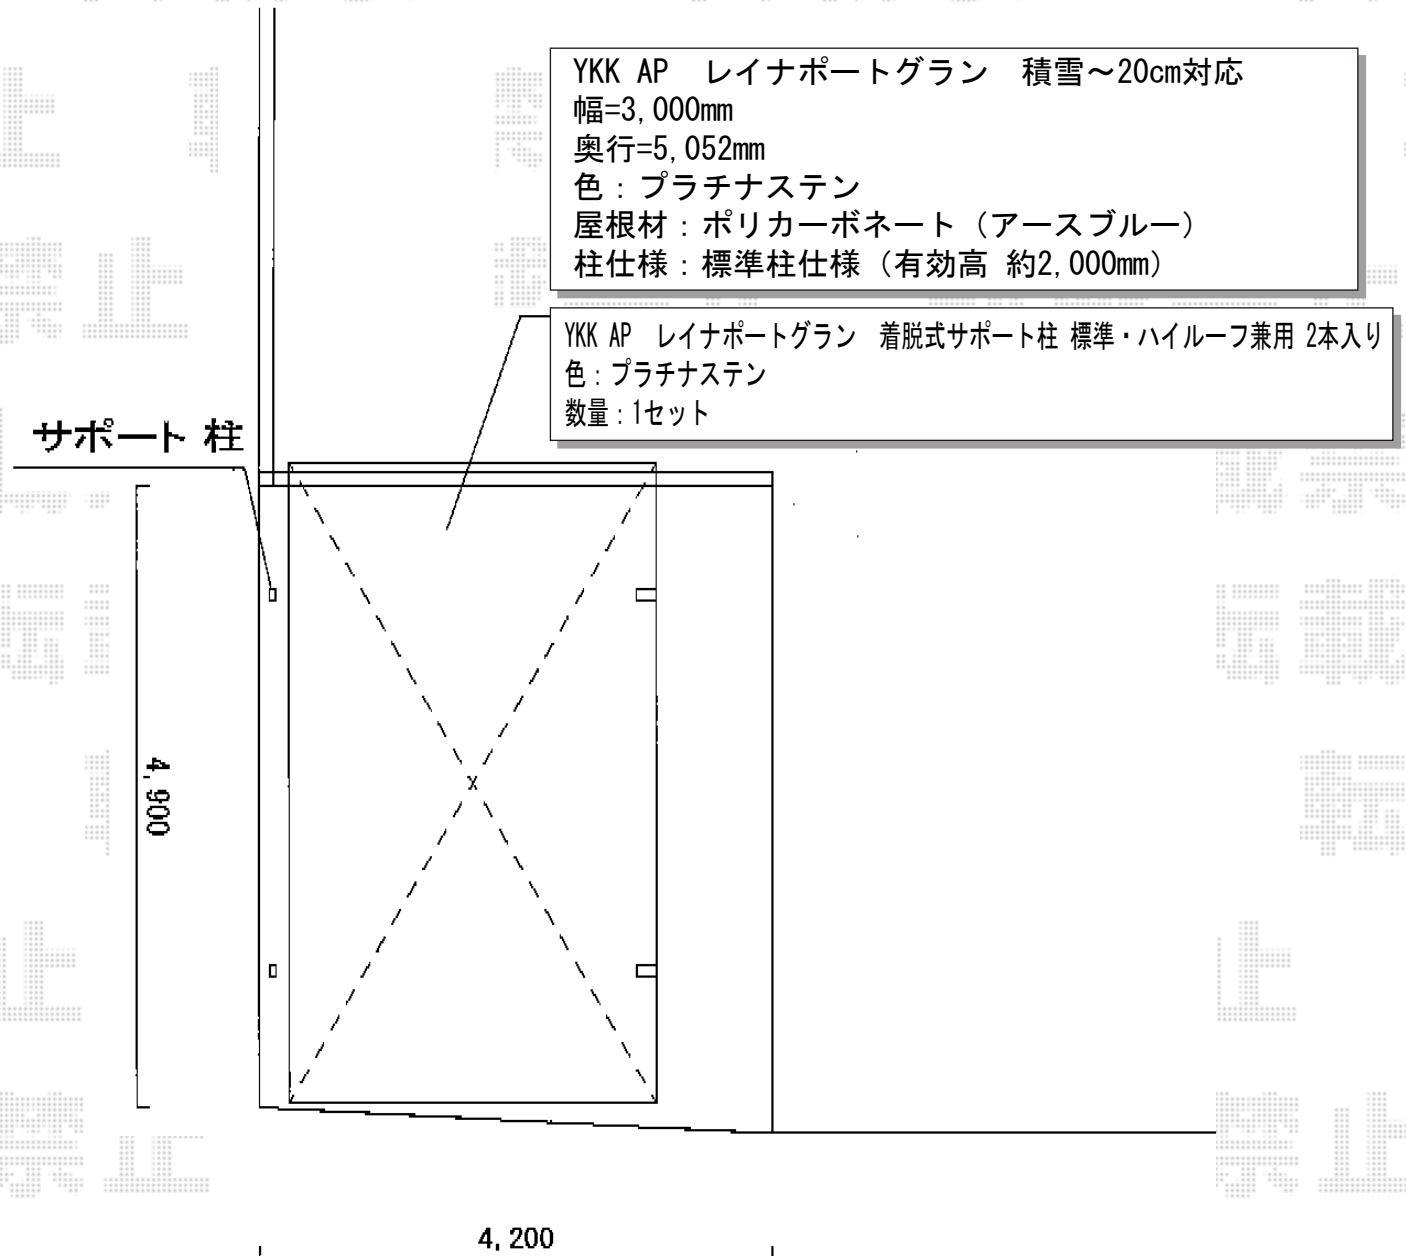 YKK AP　レイナポートグラン　積雪～20cm対応
幅=3,000mm
奥行=5,052mm
色：プラチナステン
屋根材：ポリカーボネート（アースブルー）
柱仕様：標準柱仕様（有効高 約2,000mm）
YKK AP　レイナポートグラン　着脱式サポート柱 標準・ハイルーフ兼用 2本入り
色：プラチナステン
数量：1セット
サポート 柱
4,900
4,200